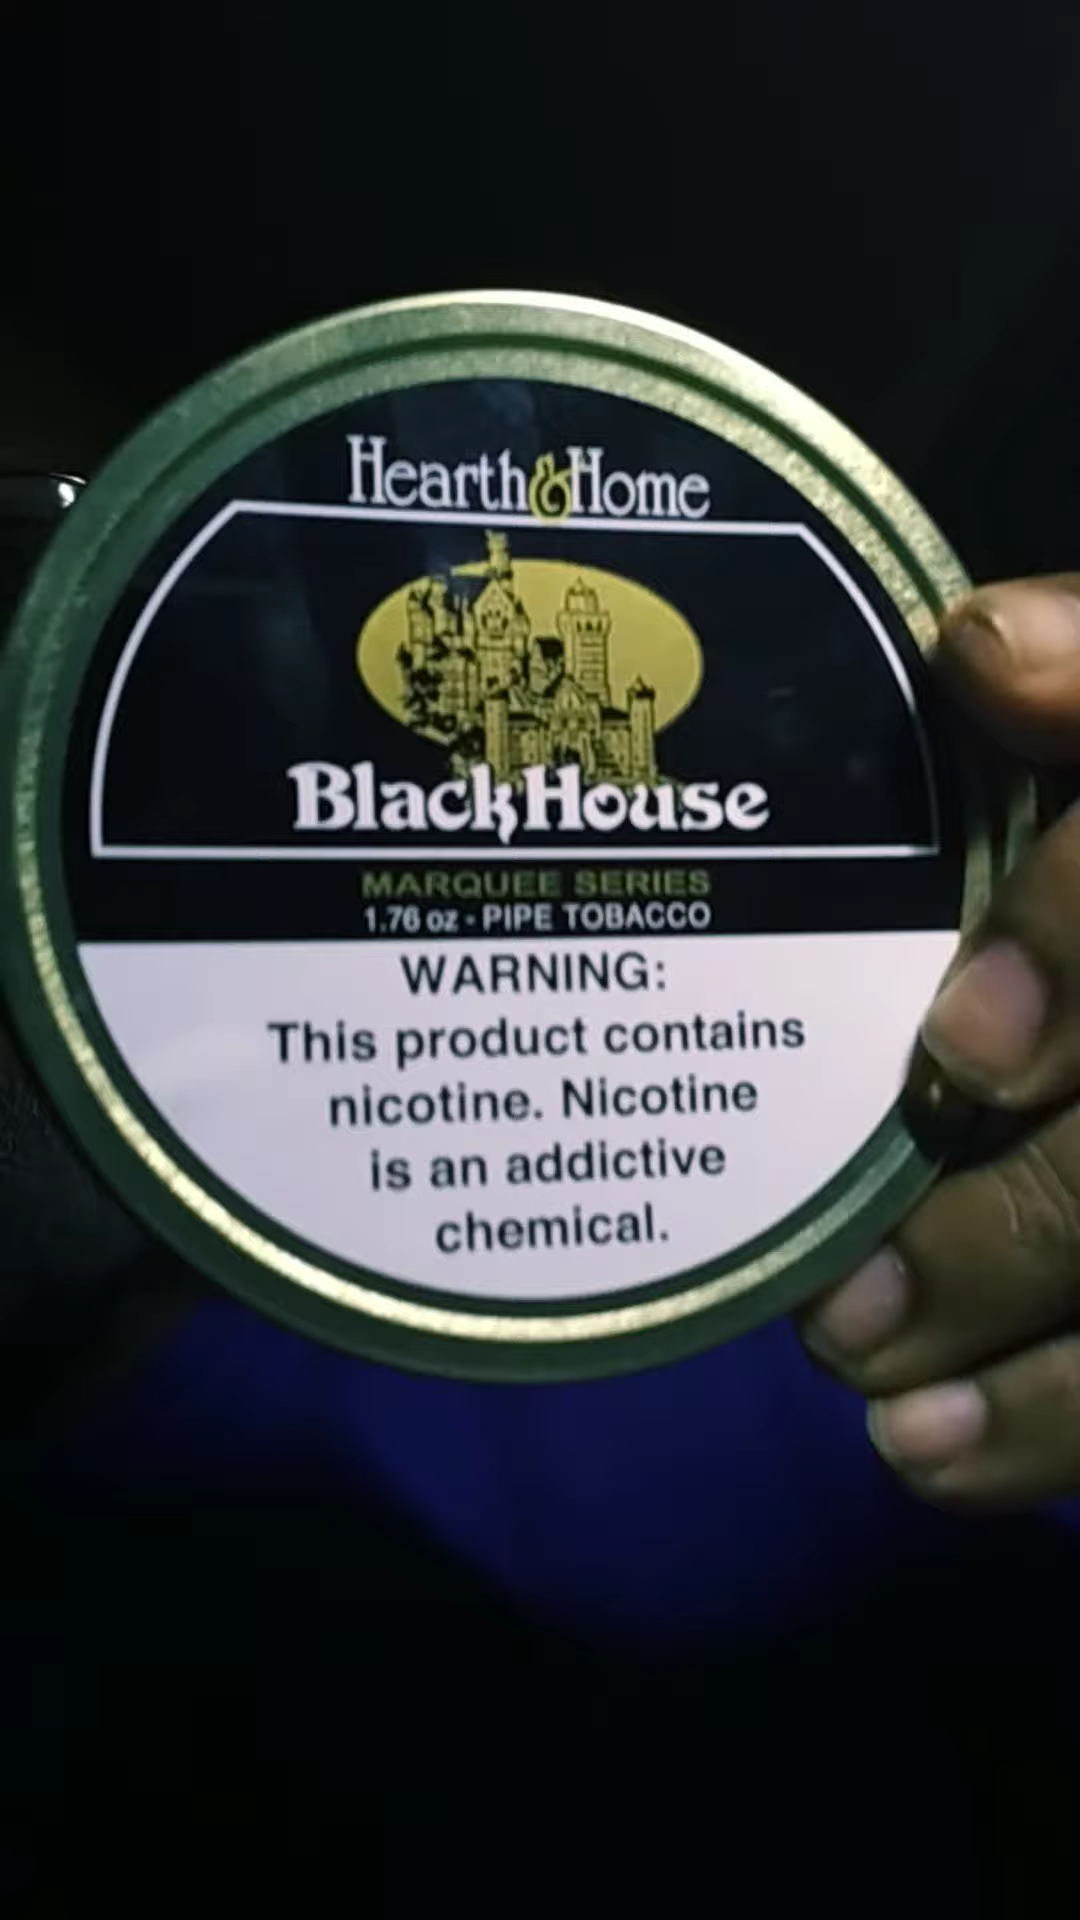 Hearth & Home
BlackHouse
MARQUEE SERIES
1.76 oz - PIPE TOBACCO
WARNING:
This product contains
nicotine. Nicotine
is an addictive
chemical.